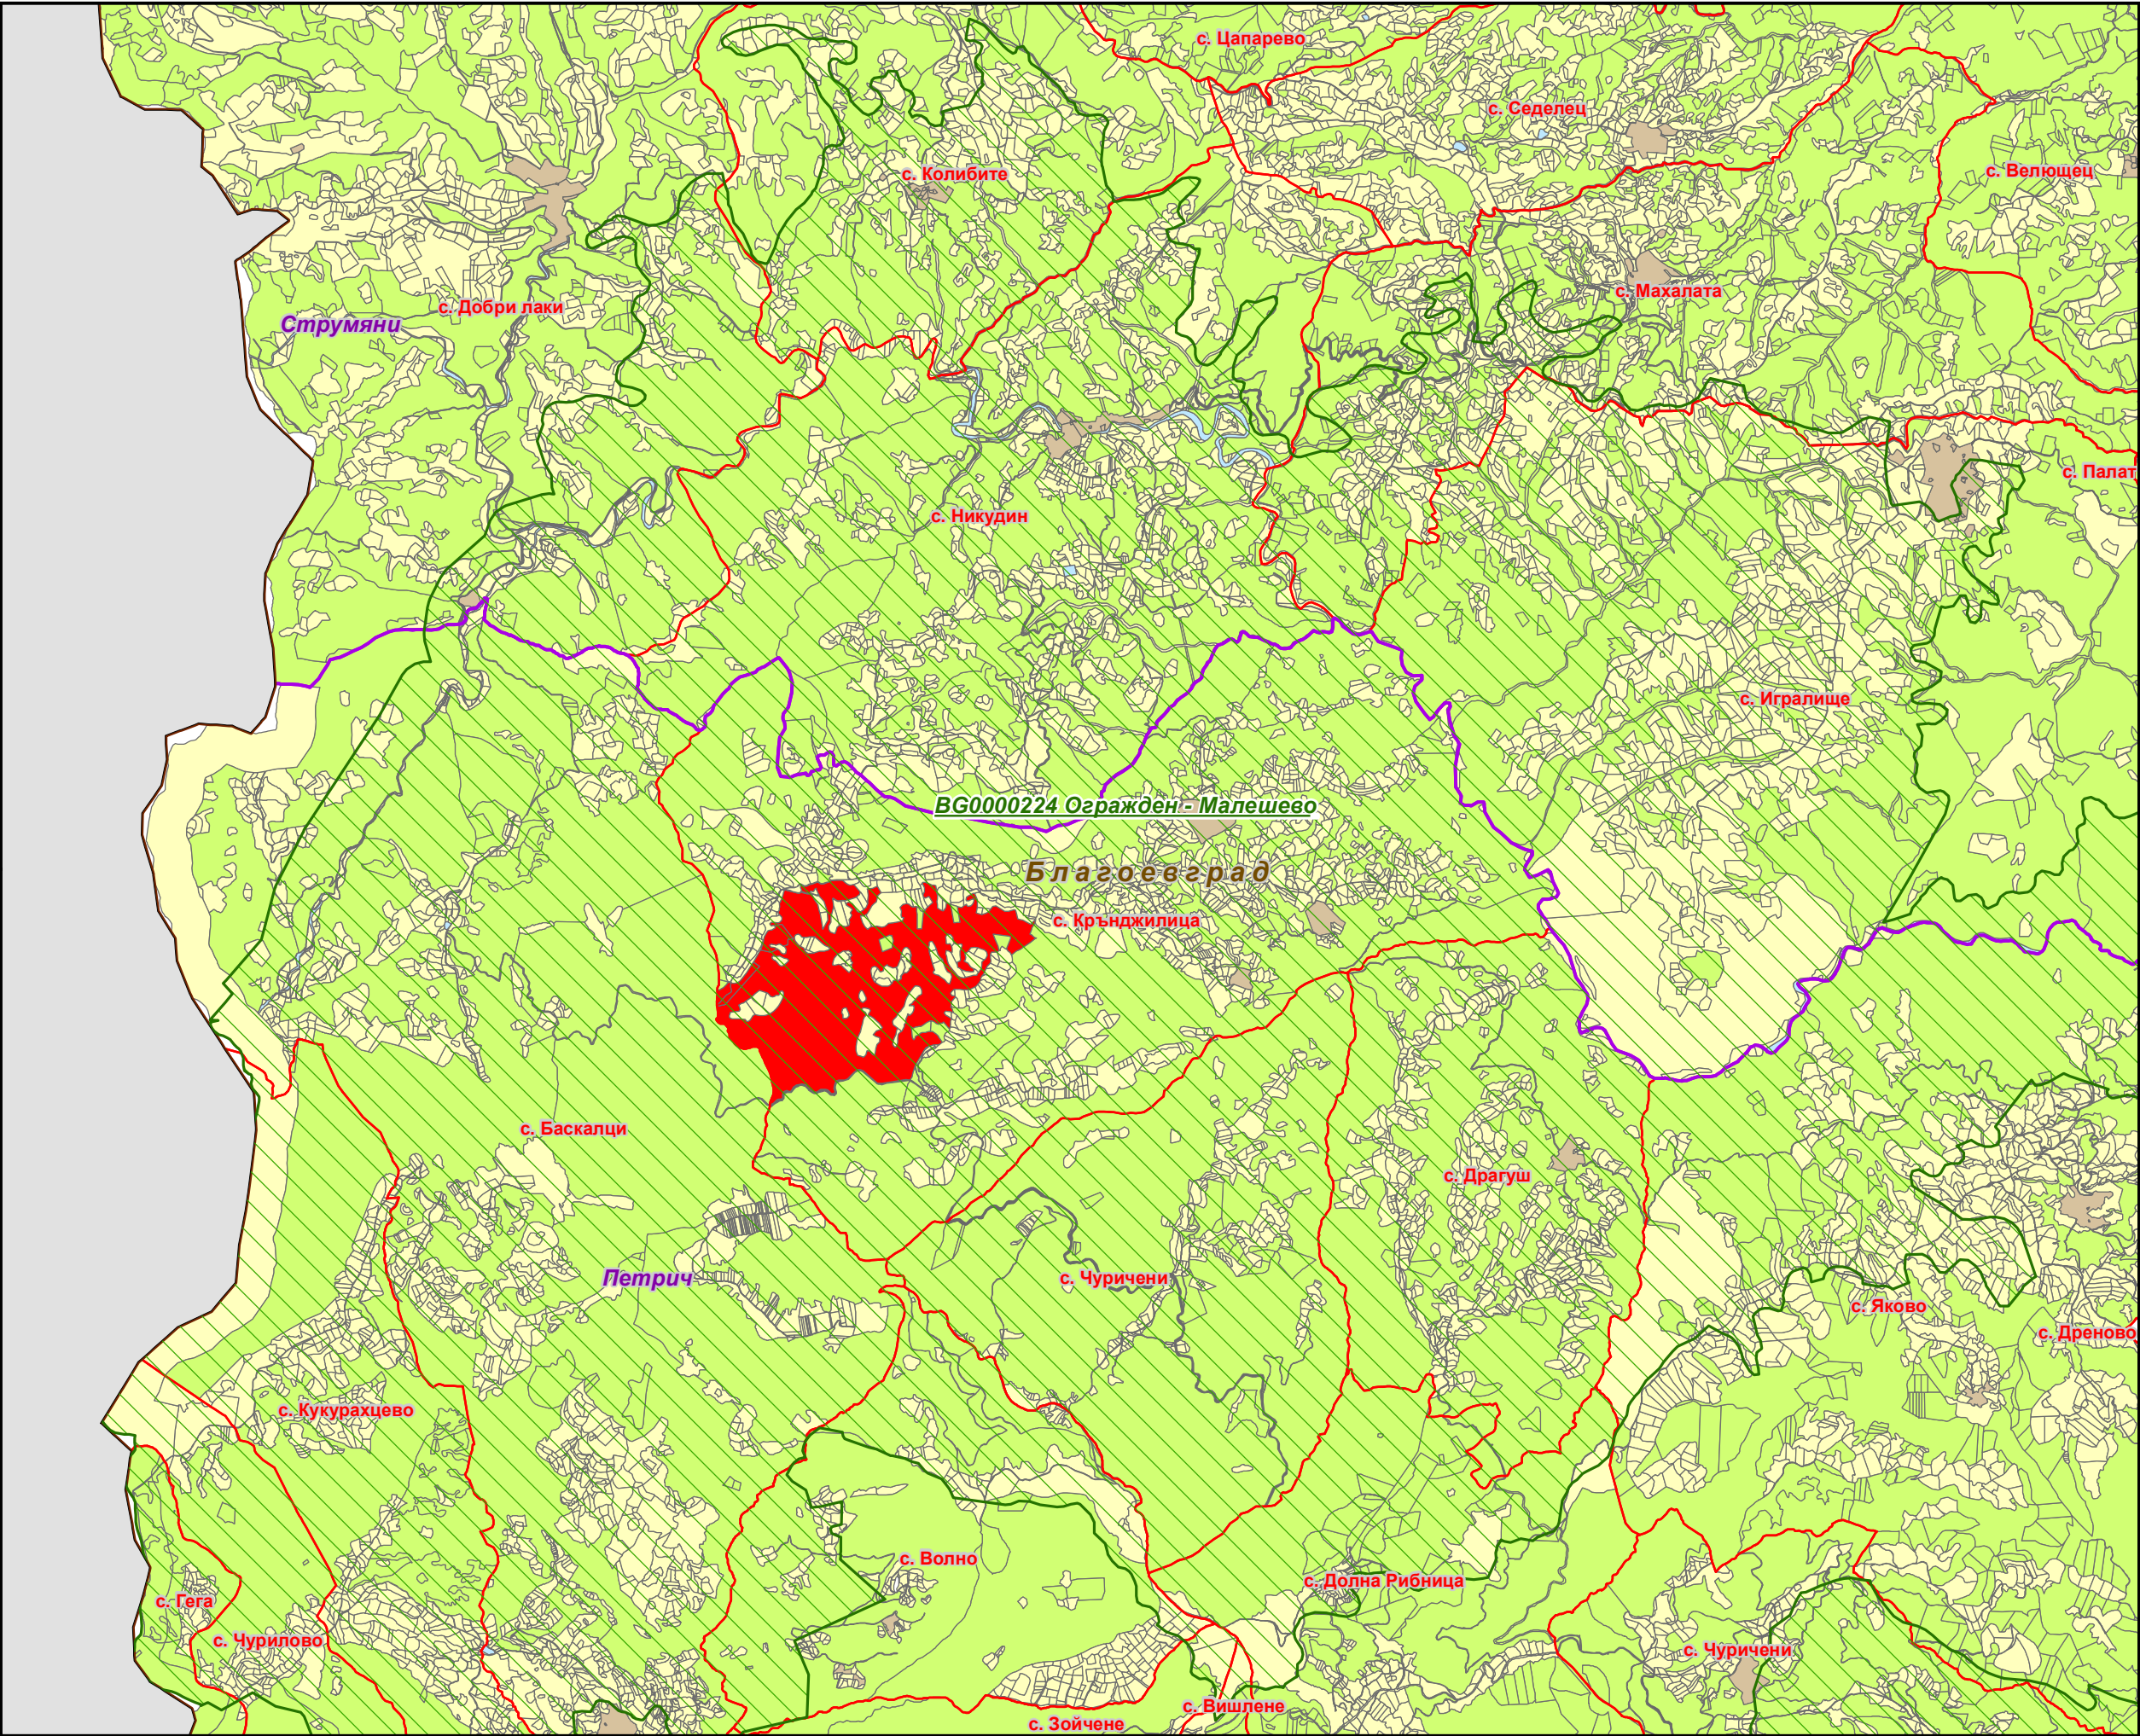 с. Цапарево
с. Седелец
с. Велющец
с. Колибите
с. Махалата
с. Добри лаки
Струмяни
с. Палат
с. Никудин
с. Игралище
BG0000224 Огражден - Малешево
Благоевград
с. Крънджилица
с. Баскалци
с. Драгуш
Петрич
с. Чуричени
с. Яково
с. Дреново
с. Кукурахцево
с. Волно
с. Долна Рибница
с. Гега
с. Чурилово
с. Чуричени
с. Вишлене
с. Зойчене